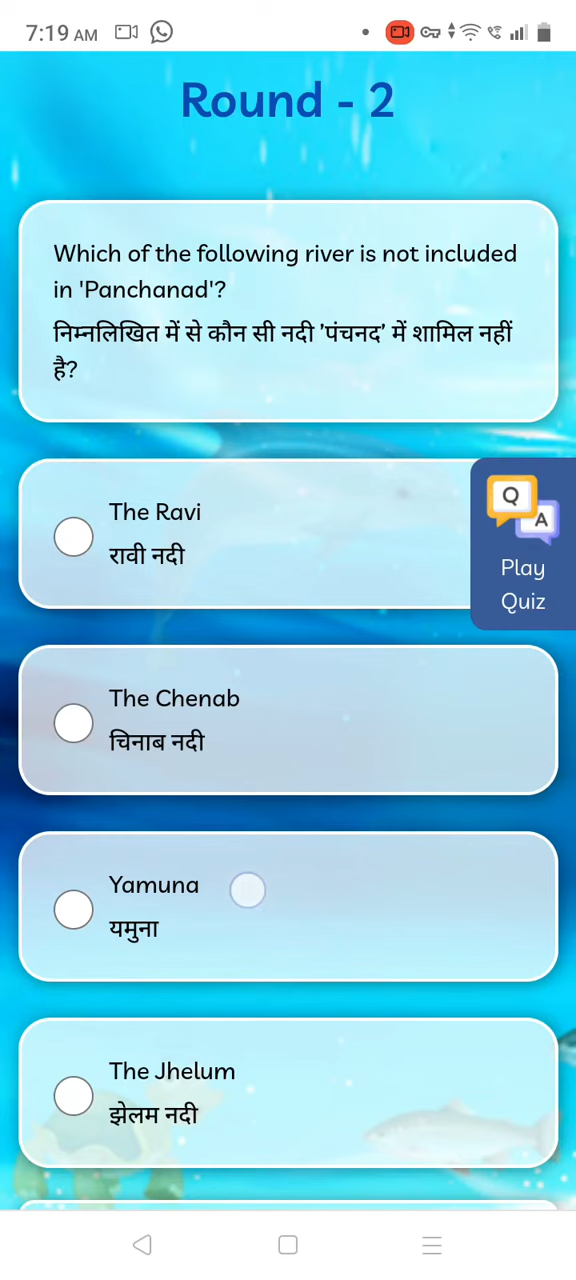 7:19 AM
Round - 2
Which of the following river is not included
in 'Panchanad'?
निम्नलिखित में से कौन सी नदी 'पंचनद' में शामिल नहीं
है?
The Ravi
रावी नदी
Q
A
Play
Quiz
The Chenab
चिनाब नदी
Yamuna
यमुना
The Jhelum
झेलम नदी